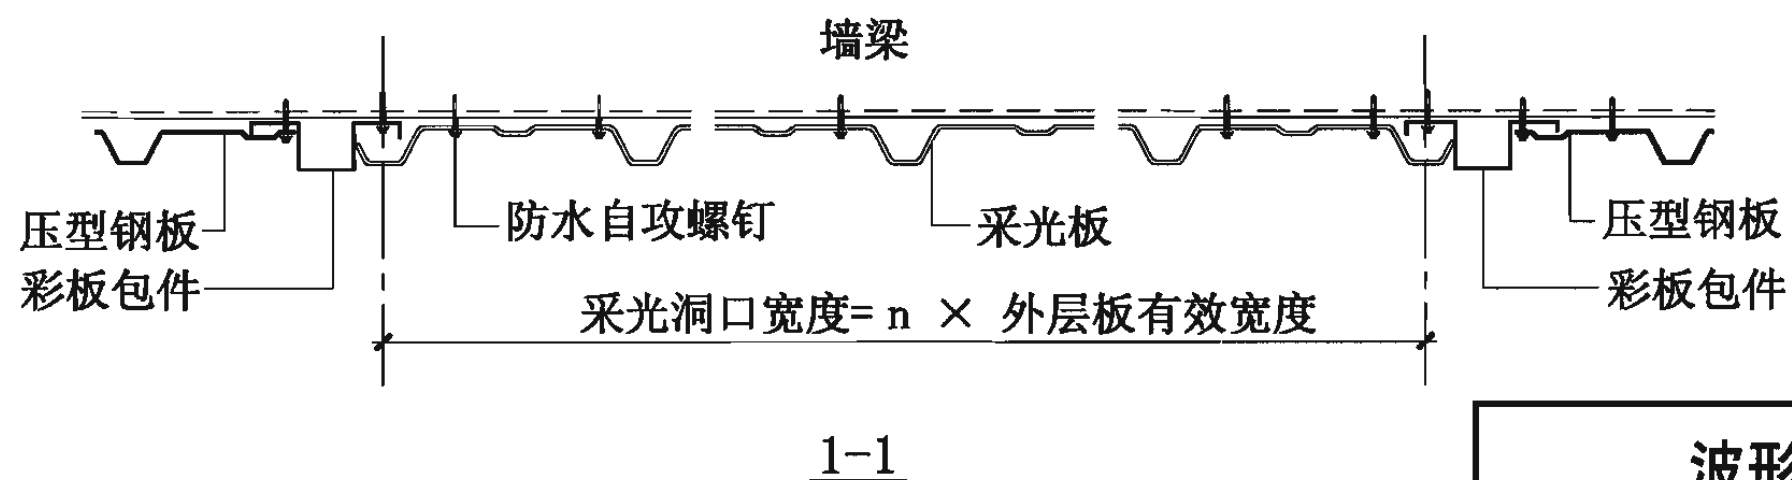 墙梁
压型钢板
防水自攻螺钉
采光板
压型钢板
彩板包件
彩板包件
采光洞口宽度= n × 外层板有效宽度
1-1
波形